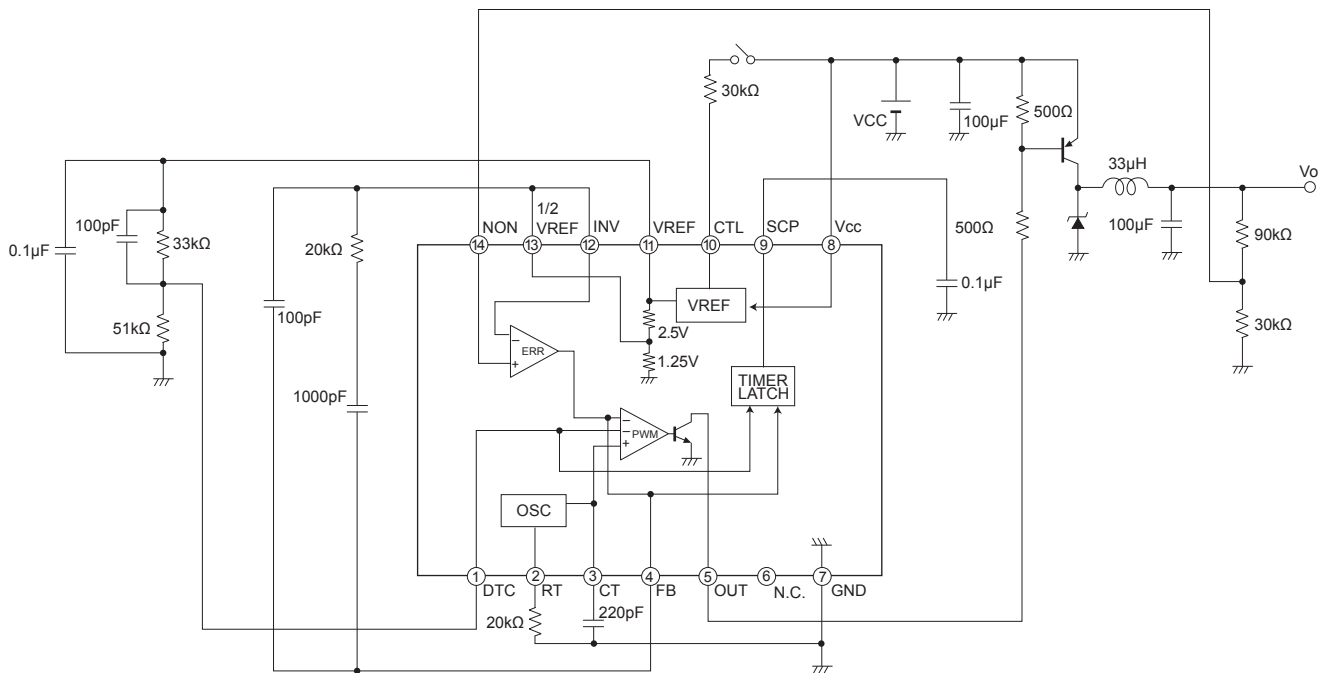 30kΩ
VCC
100µF
500Ω
33µH
Vo
1/2
NON VREF INV VREF CTL SCP Vcc
14 13 12 11 10 9 8
100pF
33kΩ
0.1µF
20kΩ
500Ω
100µF
90kΩ
51kΩ
100pF
VREF
0.1µF
30kΩ
2.5V
ERR
1.25V
1000pF
TIMER
LATCH
PWM
OSC
1 2 3 4 5 6 7
DTC RT CT FB OUT N.C. GND
20kΩ
220pF
−
+
−
−
+